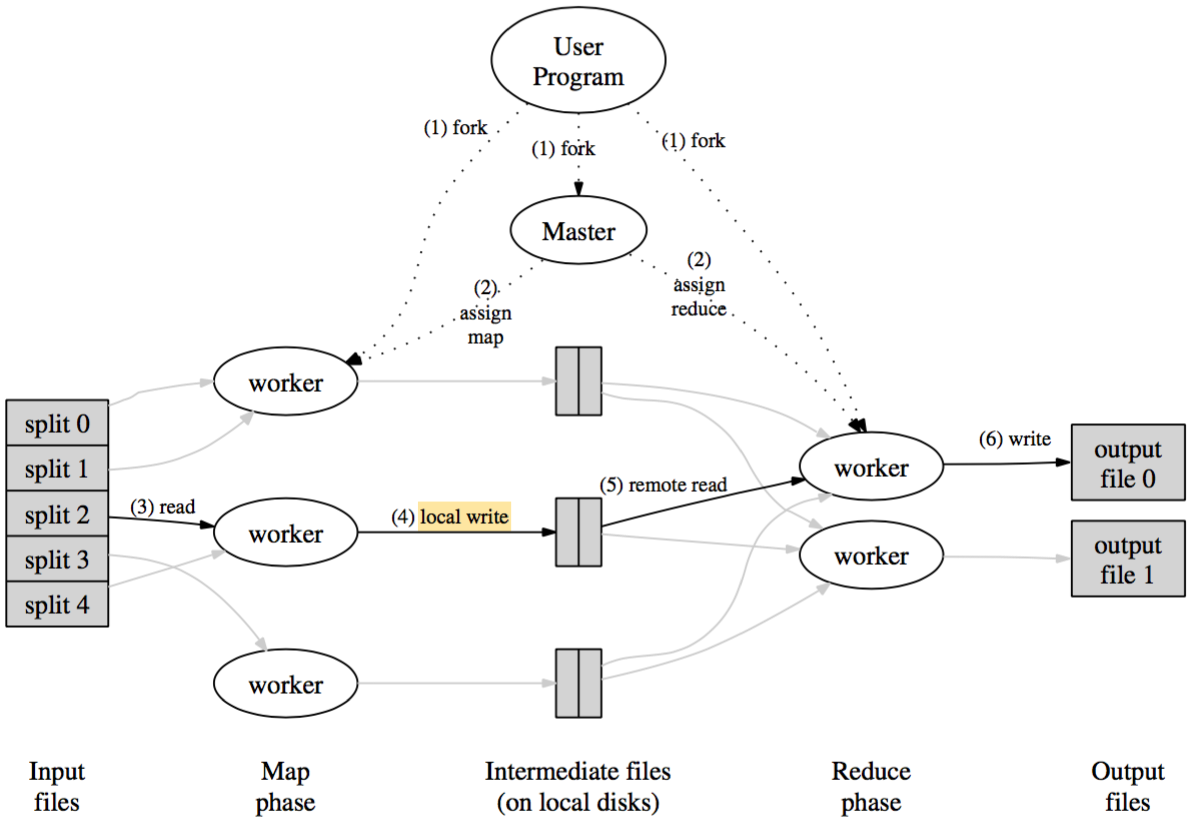 User
Program
(1) fork
(1) fork
(1) fork
Master
(2)
assign
map
(2)
assign
reduce
worker
split 0
split 1
split 2
split 3
split 4
(3) read
worker
(4) local write
(5) remote read
worker
(6) write
output
file 0
worker
output
file 1
worker
Input
files
Map
phase
Intermediate files
(on local disks)
Reduce
phase
Output
files